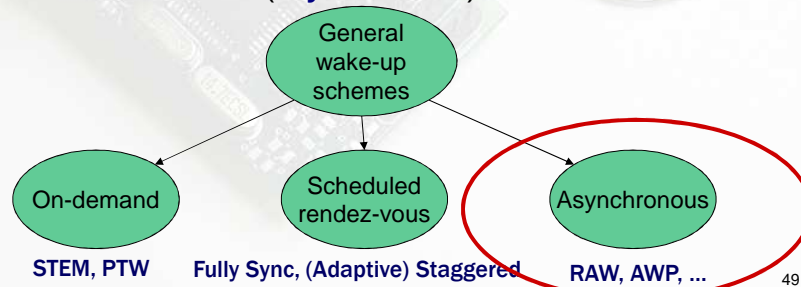 General
wake-up
schemes
On-demand
Scheduled
rendez-vous
Asynchronous
STEM, PTW
Fully Sync, (Adaptive) Staggered
RAW, AWP, ...
49